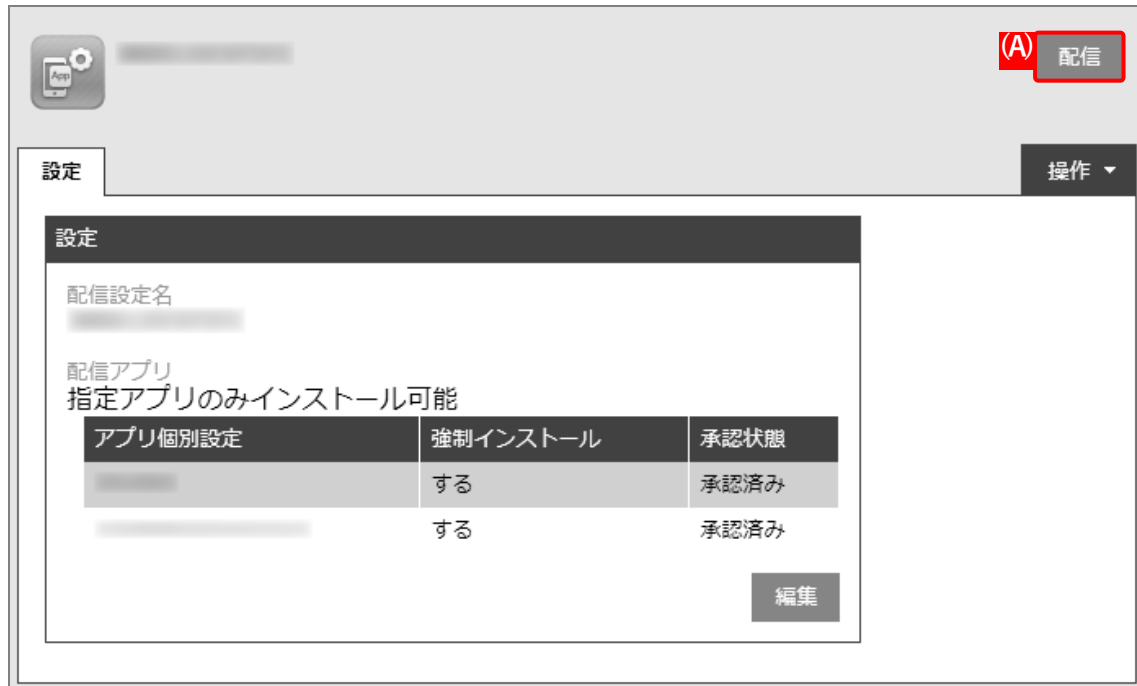 App
(A) 配信
設定
操作
設定
配信設定名
配信アプリ
指定アプリのみインストール可能
アプリ個別設定 強制インストール 承認状態
する 承認済み
する 承認済み
編集